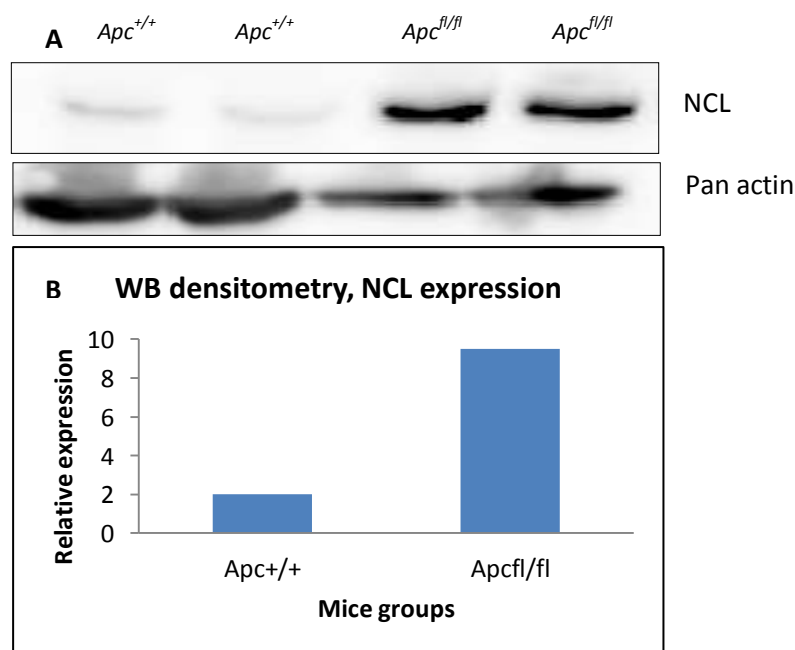 A Apc+/+ Apc+/+ Apcfl/fl Apcfl/fl
NCL
Pan actin
B WB densitometry, NCL expression
Relative expression
10
8
6
4
2
0
Apc+/+ Apcfl/fl
Mice groups